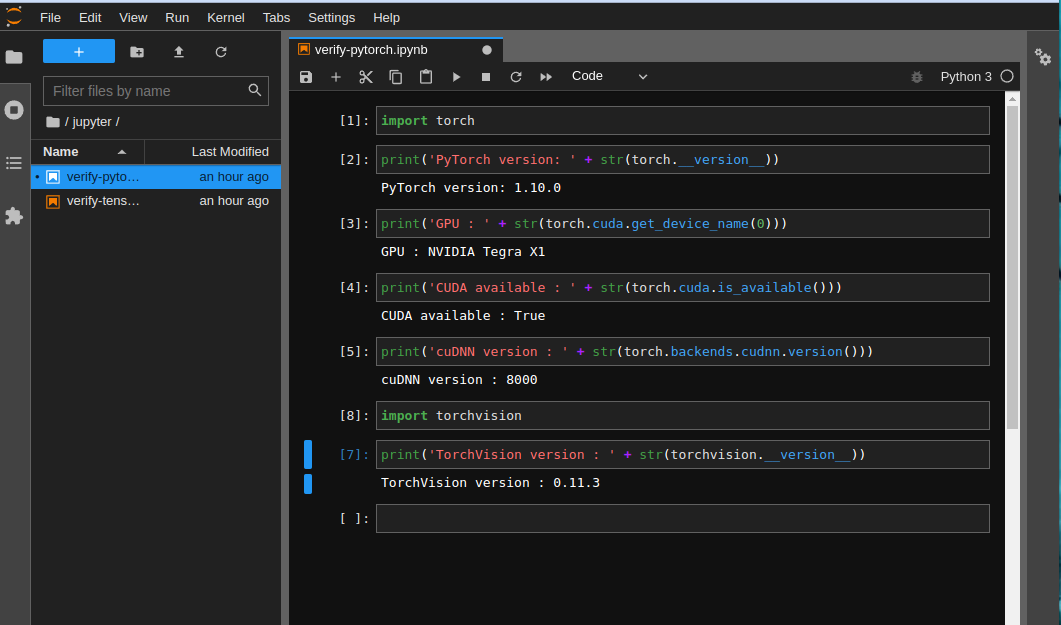 File Edit View Run Kernel Tabs Settings Help
Filter files by name
/ jupyter /
Name Last Modified
verify-pyto… an hour ago
verify-tens… an hour ago
verify-pytorch.ipynb
Code Python 3
[1]: import torch
[2]: print('PyTorch version: ' + str(torch.__version__))
PyTorch version: 1.10.0
[3]: print('GPU : ' + str(torch.cuda.get_device_name(0)))
GPU : NVIDIA Tegra X1
[4]: print('CUDA available : ' + str(torch.cuda.is_available()))
CUDA available : True
[5]: print('cuDNN version : ' + str(torch.backends.cudnn.version()))
cuDNN version : 8000
[8]: import torchvision
[7]: print('TorchVision version : ' + str(torchvision.__version__))
TorchVision version : 0.11.3
[ ]: